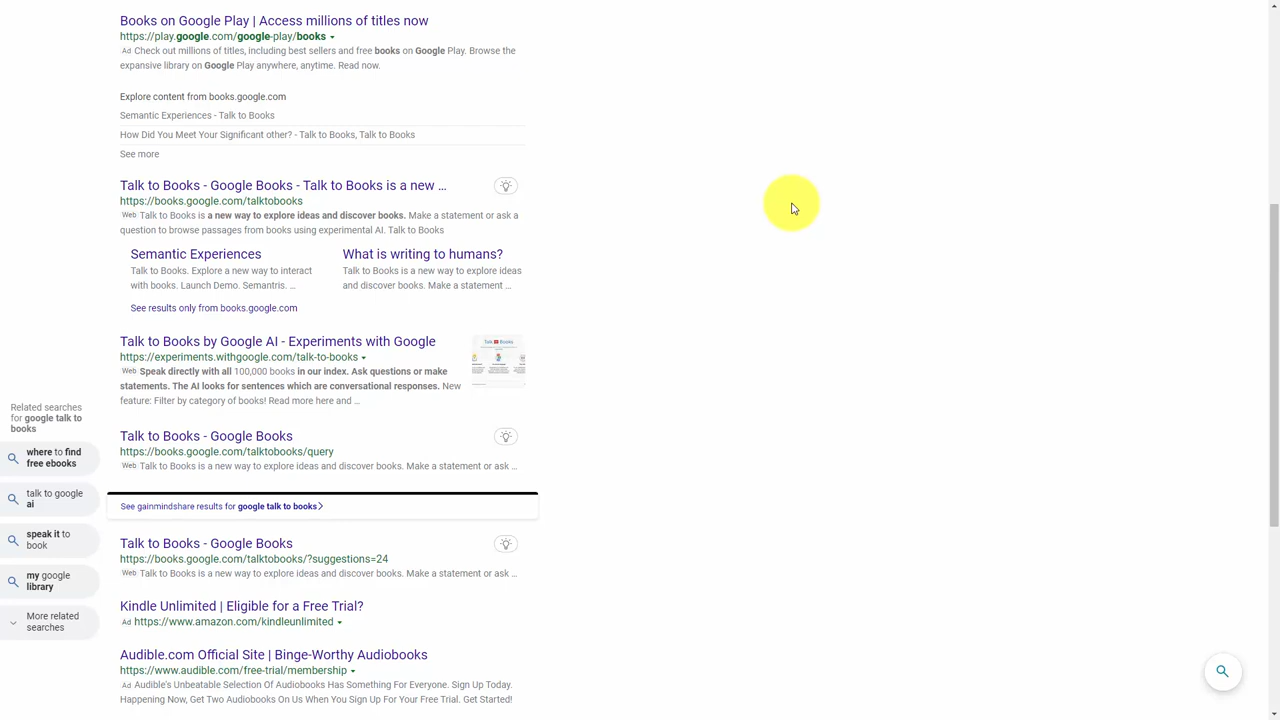 Books on Google Play | Access millions of titles now
https://play.google.com/google-play/books
Ad Check out millions of titles, including best sellers and free books on Google Play. Browse the
expansive library on Google Play anywhere, anytime. Read now.
Explore content from books.google.com
Semantic Experiences - Talk to Books
How Did You Meet Your Significant other? - Talk to Books, Talk to Books
See more
Talk to Books - Google Books - Talk to Books is a new ...
https://books.google.com/talktobooks
Web Talk to Books is a new way to explore ideas and discover books. Make a statement or ask a
question to browse passages from books using experimental AI. Talk to Books
Semantic Experiences
Talk to Books. Explore a new way to interact
with books. Launch Demo. Semantris. ...
What is writing to humans?
Talk to Books is a new way to explore ideas
and discover books. Make a statement ...
See results only from books.google.com
Talk to Books by Google AI - Experiments with Google
https://experiments.withgoogle.com/talk-to-books
Web Speak directly with all 100,000 books in our index. Ask questions or make
statements. The AI looks for sentences which are conversational responses. New
feature: Filter by category of books! Read more here and ...
Talk to Books - Google Books
https://books.google.com/talktobooks/query
Web Talk to Books is a new way to explore ideas and discover books. Make a statement or ask ...
See gainmindshare results for google talk to books
Talk to Books - Google Books
https://books.google.com/talktobooks/?suggestions=24
Web Talk to Books is a new way to explore ideas and discover books. Make a statement or ask ...
Kindle Unlimited | Eligible for a Free Trial?
Ad https://www.amazon.com/kindleunlimited
Audible.com Official Site | Binge-Worthy Audiobooks
https://www.audible.com/free-trial/membership
Ad Audible's Unbeatable Selection Of Audiobooks Has Something For Everyone. Sign Up Today.
Happening Now, Get Two Audiobooks On Us When You Sign Up For Your Free Trial. Get Started!
Related searches
for google talk to
books
where to find
free ebooks
talk to google
ai
speak it to
book
my google
library
More related
searches